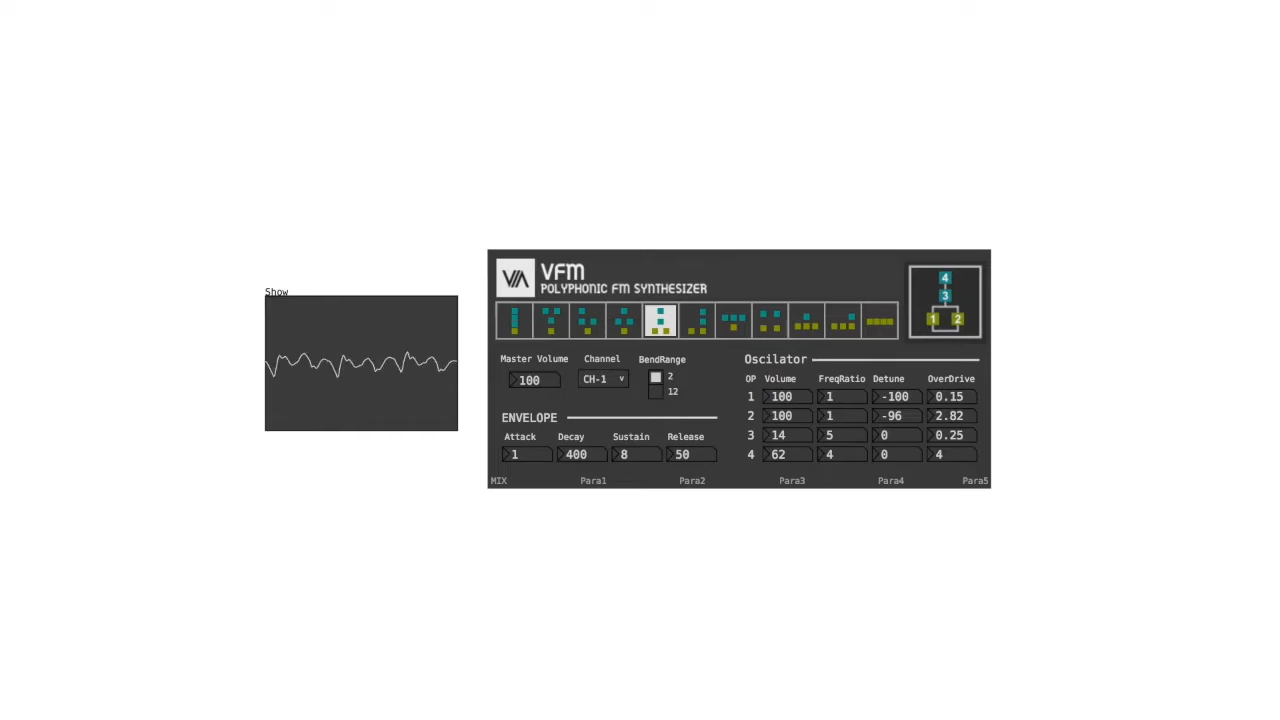 Show
VA VFM
POLYPHONIC FM SYNTHESIZER
4
3
1 2
Master Volume Channel BendRange
100 CH-1 v 2
12
ENVELOPE
Attack Decay Sustain Release
1 400 8 50
Oscilator
OP Volume FreqRatio Detune OverDrive
1 100 1 -100 0.15
2 100 1 -96 2.82
3 14 5 0 0.25
4 62 4 0 4
MIX Para1 Para2 Para3 Para4 Para5